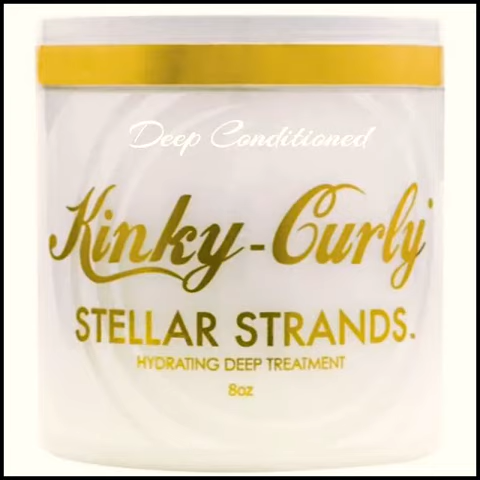 Deep Conditioned
Kinky-Curly
STELLAR STRANDS.
HYDRATING DEEP TREATMENT
8oz